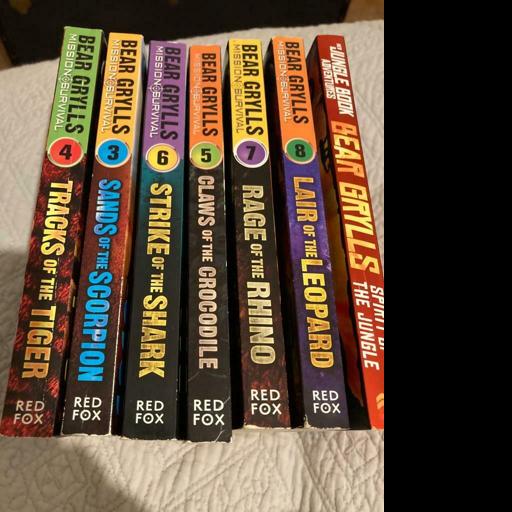 BEAR GRYLLS
MISSION SURVIVAL
4
TRACKS OF THE TIGER
RED
FOX
BEAR GRYLLS
MISSION SURVIVAL
3
SANDS OF THE SCORPION
RED
FOX
BEAR GRYLLS
MISSION SURVIVAL
6
STRIKE OF THE SHARK
RED
FOX
BEAR GRYLLS
MISSION SURVIVAL
5
CLAWS OF THE CROCODILE
RED
FOX
BEAR GRYLLS
MISSION SURVIVAL
7
RAGE OF THE RHINO
RED
FOX
BEAR GRYLLS
MISSION SURVIVAL
8
LAIR OF THE LEOPARD
RED
FOX
JUNGLE BOOK
ADVENTURES
BEAR GRYLLS
SPIRIT OF
THE JUNGLE